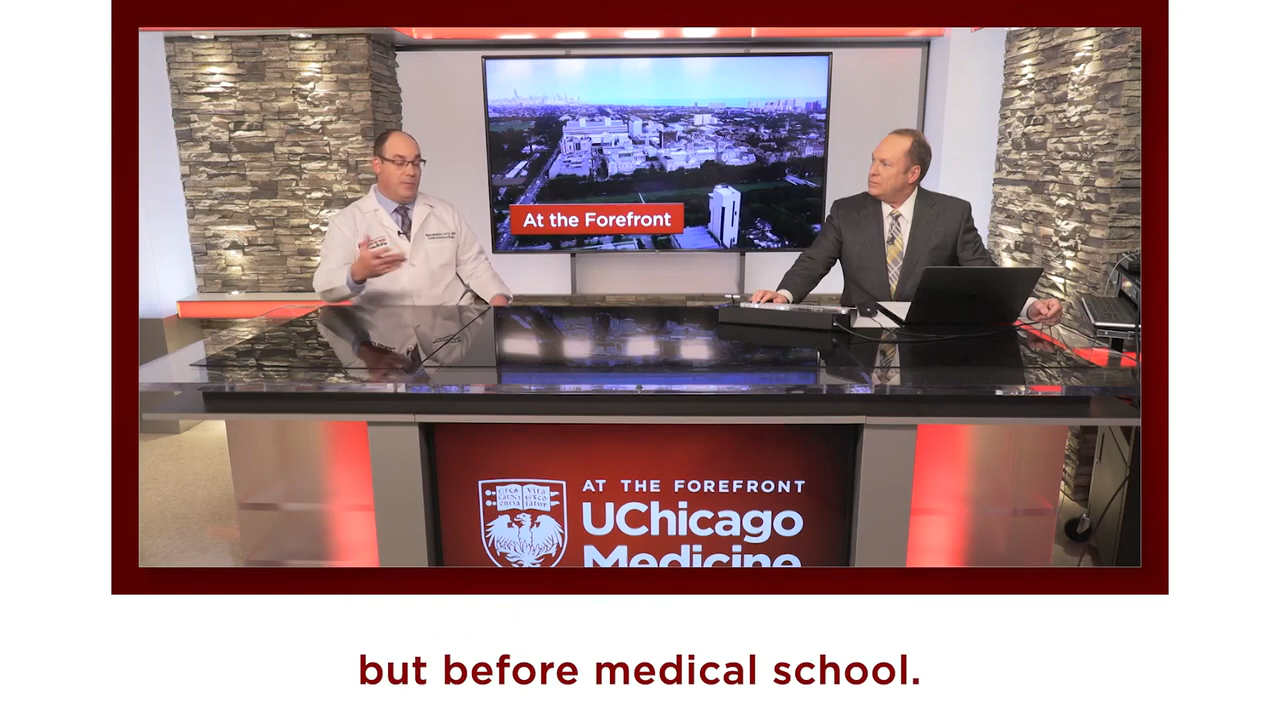 At the Forefront
AT THE FOREFRONT
UChicago
Medicine
but before medical school.